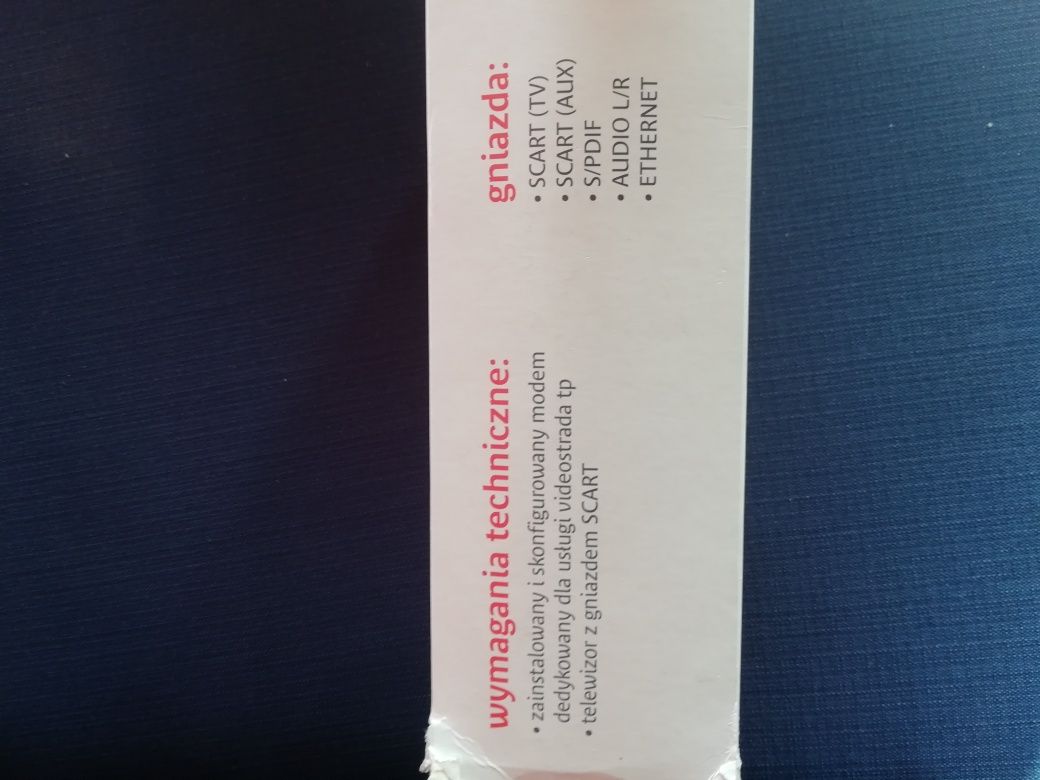 wymagania techniczne:
• zainstalowany i skonfigurowany modem
dedykowany dla usługi videostrada tp
• telewizor z gniazdem SCART
gniazda:
• SCART (TV)
• SCART (AUX)
• S/PDIF
• AUDIO L/R
• ETHERNET